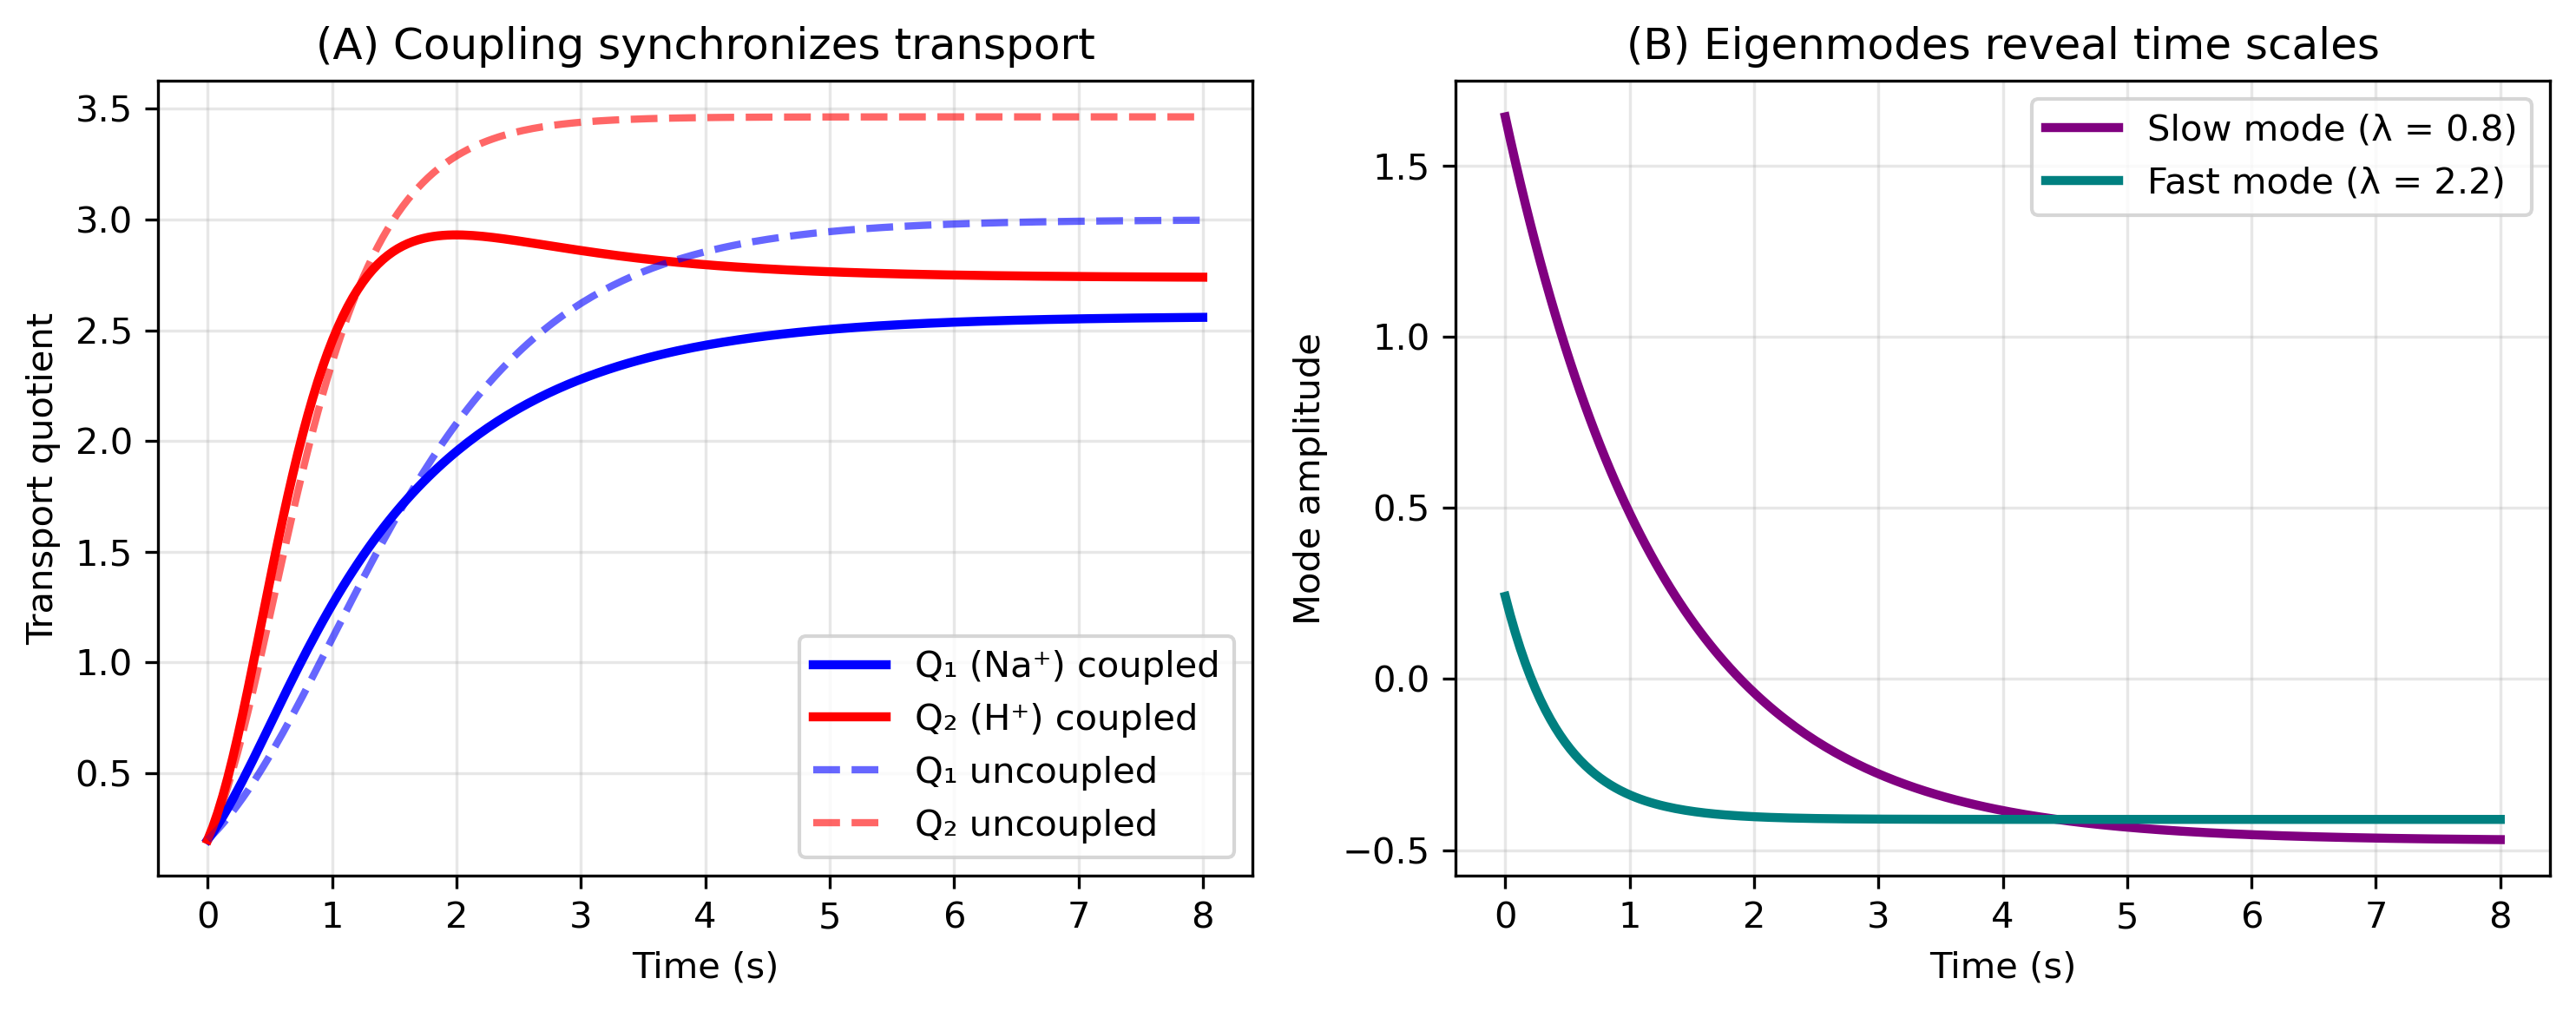 (A) Coupling synchronizes transport
Transport quotient
3.5
3.0
2.5
2.0
1.5
1.0
0.5
0 1 2 3 4 5 6 7 8
Time (s)
Q₁ (Na⁺) coupled
Q₂ (H⁺) coupled
Q₁ uncoupled
Q₂ uncoupled
(B) Eigenmodes reveal time scales
Mode amplitude
1.5
1.0
0.5
0.0
−0.5
0 1 2 3 4 5 6 7 8
Time (s)
Slow mode (λ = 0.8)
Fast mode (λ = 2.2)